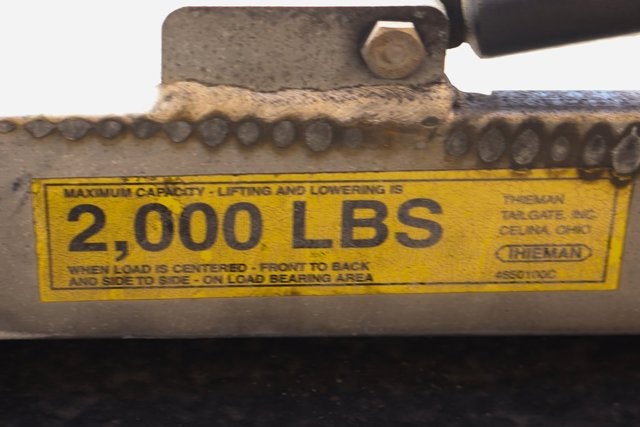 MAXIMUM CAPACITY - LIFTING AND LOWERING IS
2,000 LBS
WHEN LOAD IS CENTERED - FRONT TO BACK
AND SIDE TO SIDE - ON LOAD BEARING AREA
THIEMAN
TAILGATE, INC.
CELINA, OHIO
THIEMAN
4650100C